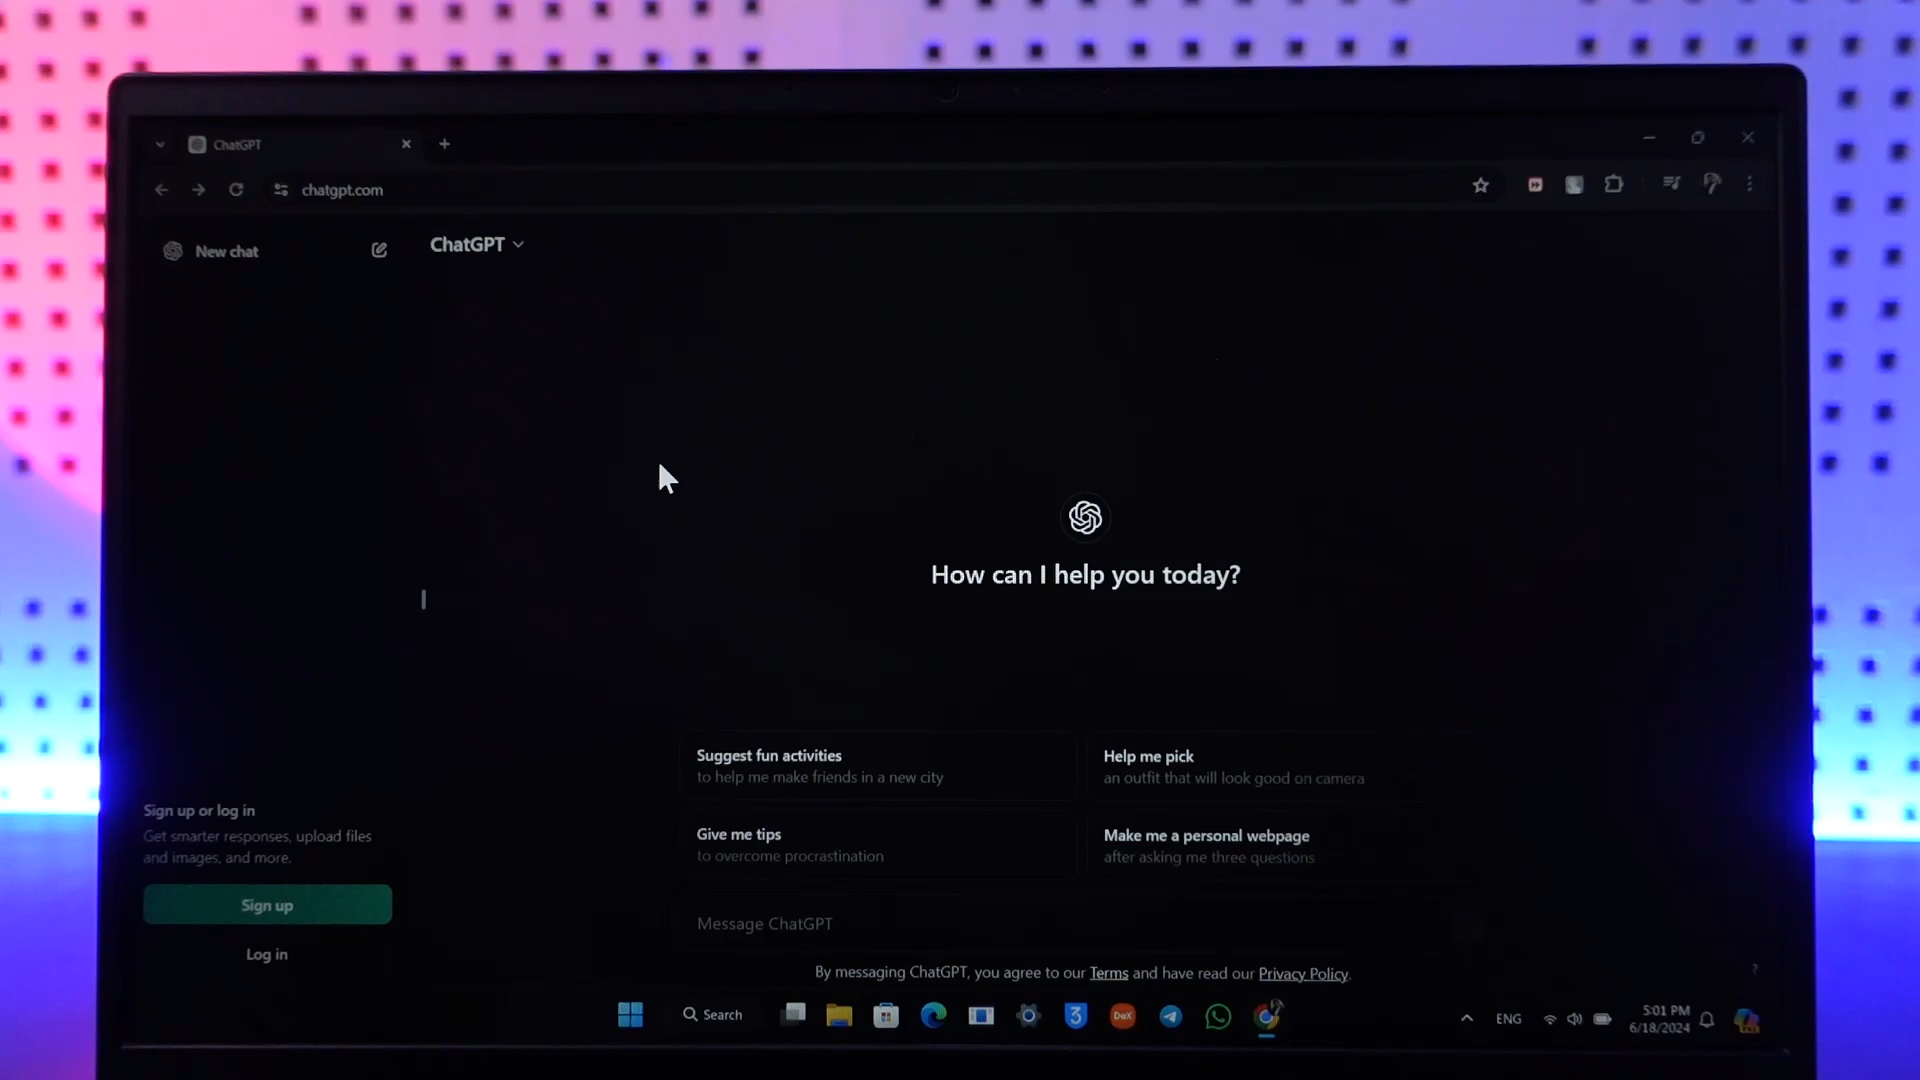 ChatGPT
chatgpt.com
New chat
ChatGPT
How can I help you today?
Suggest fun activities
to help me make friends in a new city
Help me pick
an outfit that will look good on camera
Give me tips
to overcome procrastination
Make me a personal webpage
after asking me three questions
Sign up or log in
Get smarter responses, upload files
and images, and more.
Sign up
Log in
Message ChatGPT
By messaging ChatGPT, you agree to our Terms and have read our Privacy Policy.
?
Search
3
DeX
ENG
5:01 PM
6/18/2024